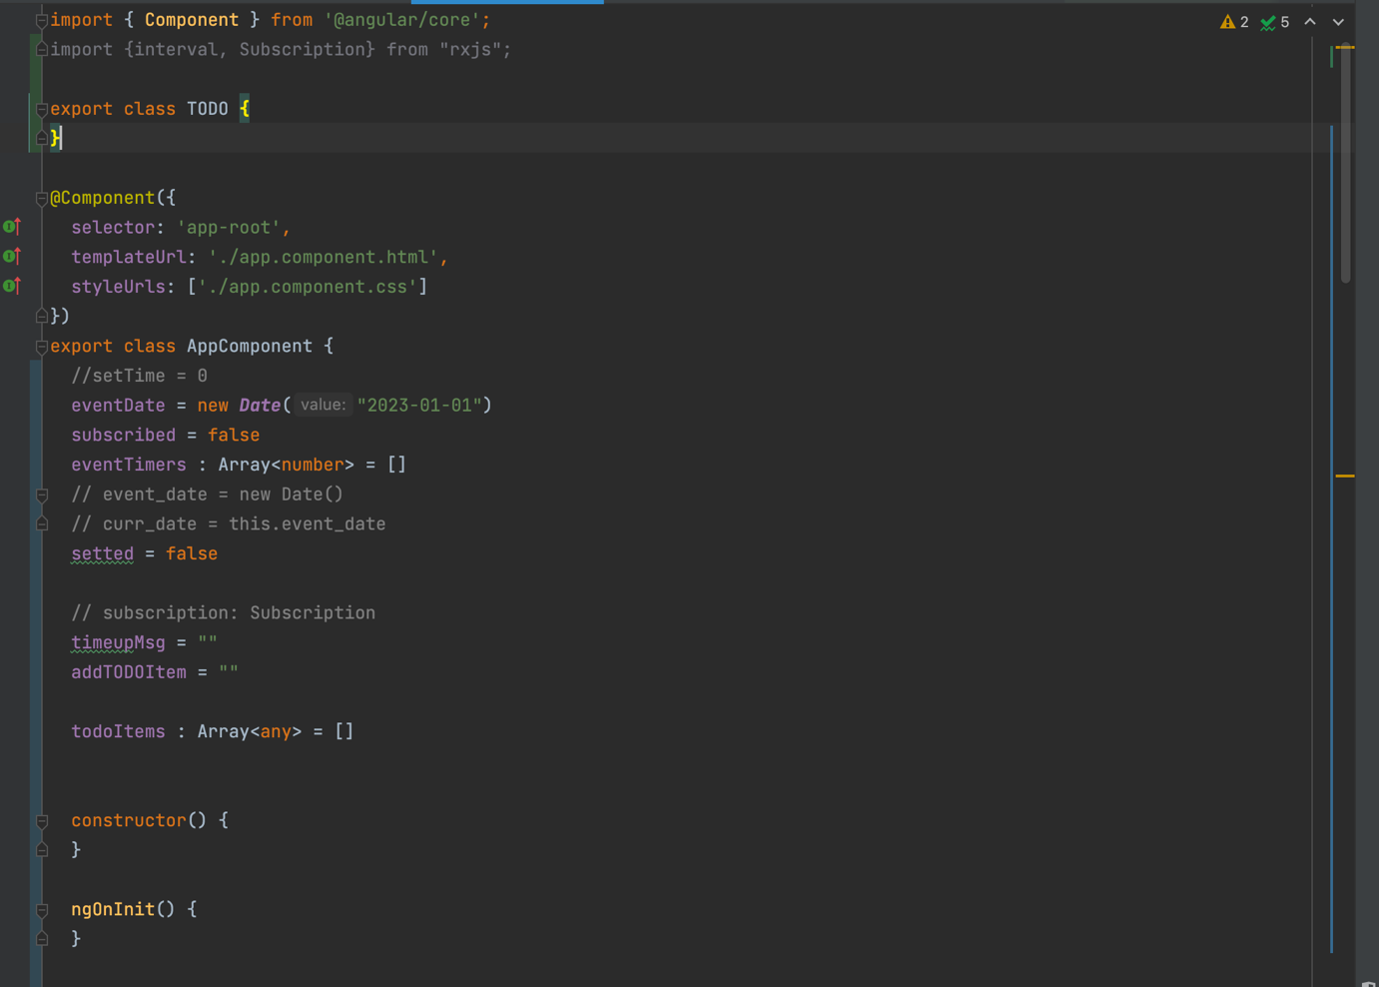 import { Component } from '@angular/core';
2 5
import {interval, Subscription} from "rxjs";
export class TODO {
}
@Component({
selector: 'app-root',
templateUrl: './app.component.html',
styleUrls: ['./app.component.css']
})
export class AppComponent {
//setTime = 0
eventDate = new Date( value: "2023-01-01")
subscribed = false
eventTimers : Array<number> = []
// event_date = new Date()
// curr_date = this.event_date
setted = false
// subscription: Subscription
timeupMsg = ""
addTODOItem = ""
todoItems : Array<any> = []
constructor() {
}
ngOnInit() {
}